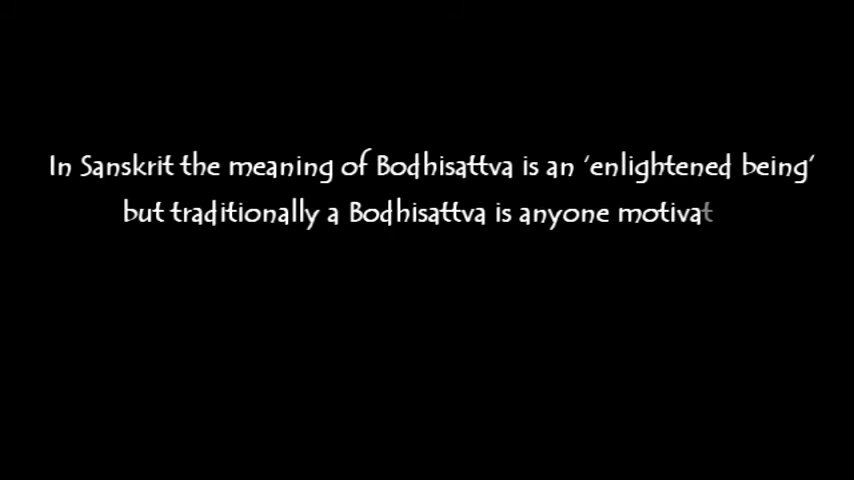 In Sanskrit the meaning of Bodhisattva is an 'enlightened being'
but traditionally a Bodhisattva is anyone motivat